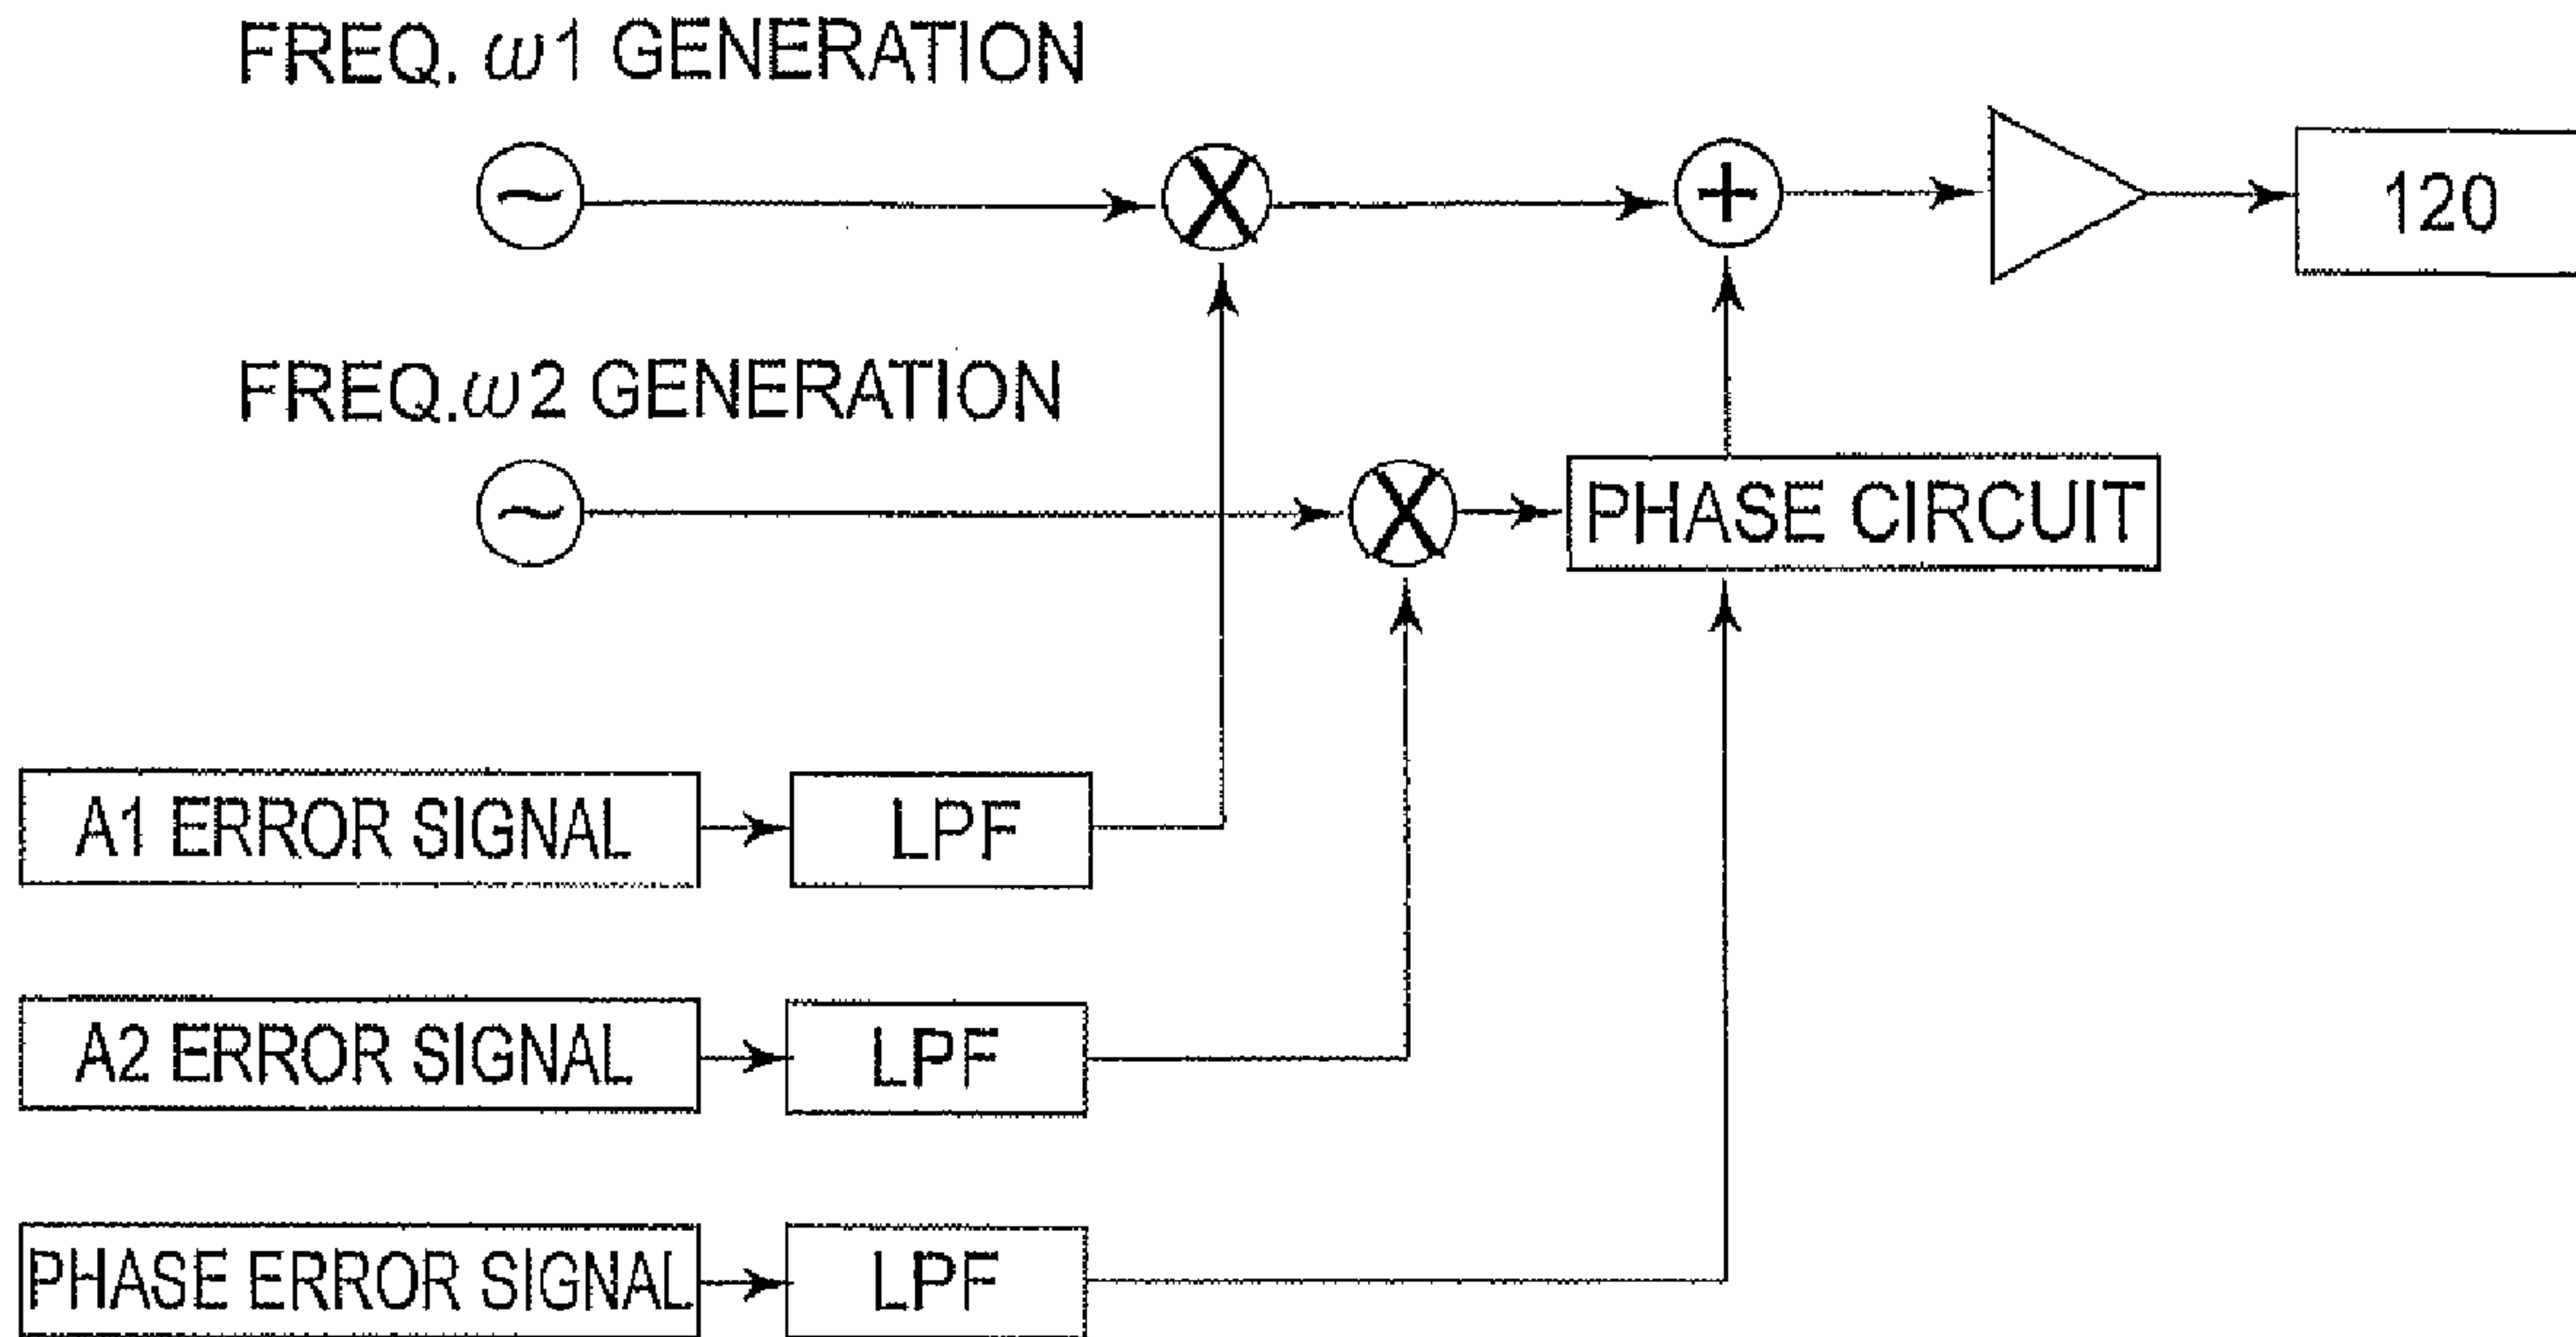 FREQ. ω1 GENERATION
120
FREQ.ω2 GENERATION
PHASE CIRCUIT
A1 ERROR SIGNAL
LPF
A2 ERROR SIGNAL
LPF
PHASE ERROR SIGNAL
LPF